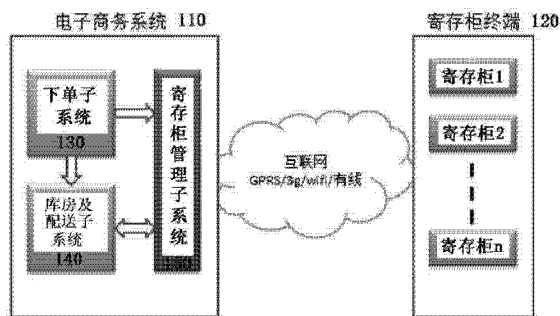 电子商务系统 110
下单子
系统
130
库房及
配送子
系统
140
寄存柜管理子系统
150
互联网
GPRS/3g/wifi/有线
寄存柜终端 120
寄存柜1
寄存柜2
寄存柜n